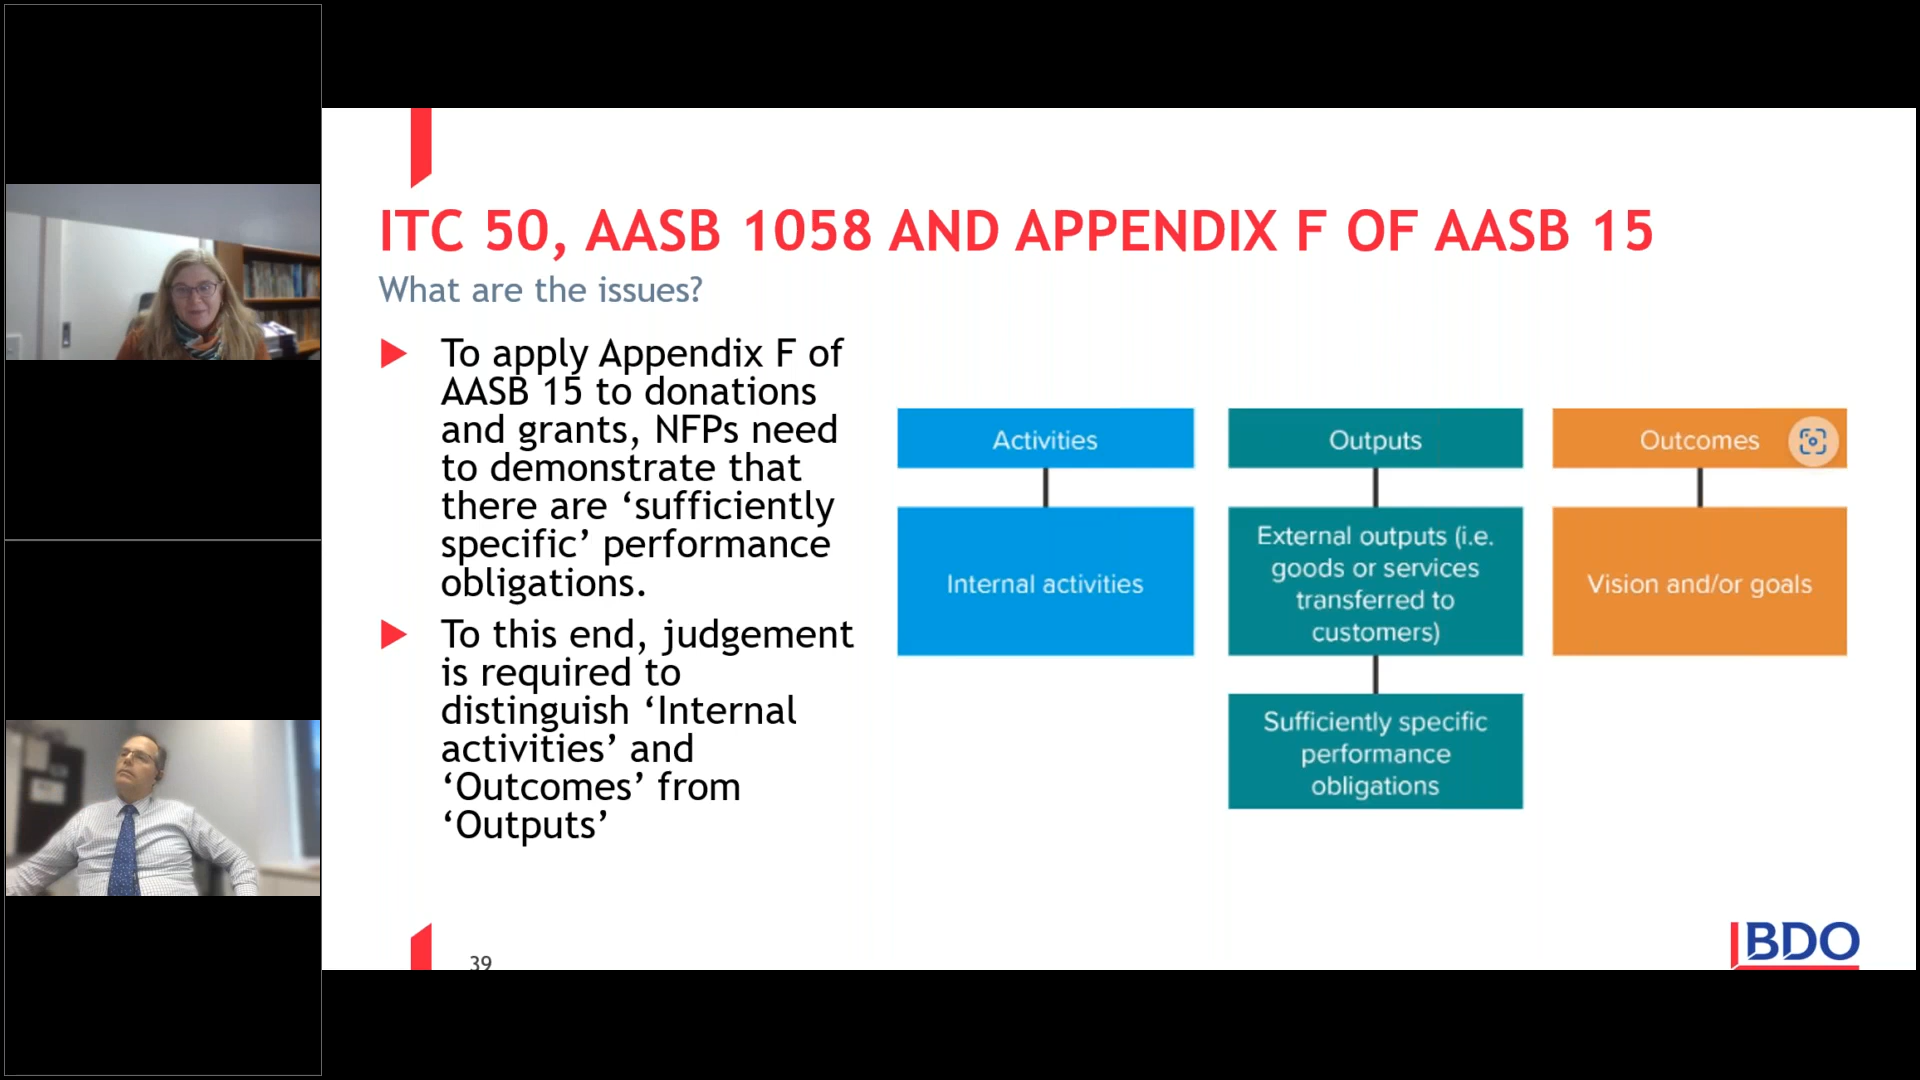 ITC 50, AASB 1058 AND APPENDIX F OF AASB 15
What are the issues?
To apply Appendix F of
AASB 15 to donations
and grants, NFPs need
to demonstrate that
there are ‘sufficiently
specific’ performance
obligations.
To this end, judgement
is required to
distinguish ‘Internal
activities’ and
‘Outcomes’ from
‘Outputs’
Activities
Internal activities
Outputs
External outputs (i.e.
goods or services
transferred to
customers)
Sufficiently specific
performance
obligations
Outcomes
Vision and/or goals
39
BDO